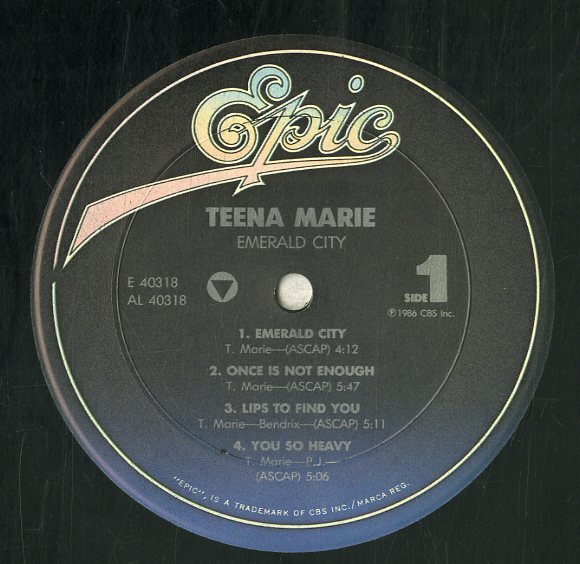 Epic
TEENA MARIE
EMERALD CITY
E 40318
AL 40318
SIDE 1
℗1986 CBS Inc.
1. EMERALD CITY
T. Marie—(ASCAP) 4:12
2. ONCE IS NOT ENOUGH
T. Marie—(ASCAP) 5:47
3. LIPS TO FIND YOU
T. Marie—Bendrix—(ASCAP) 5:11
4. YOU SO HEAVY
T. Marie—P.J.—
(ASCAP) 5:06
"EPIC", IS A TRADEMARK OF CBS INC./MARCA REG.